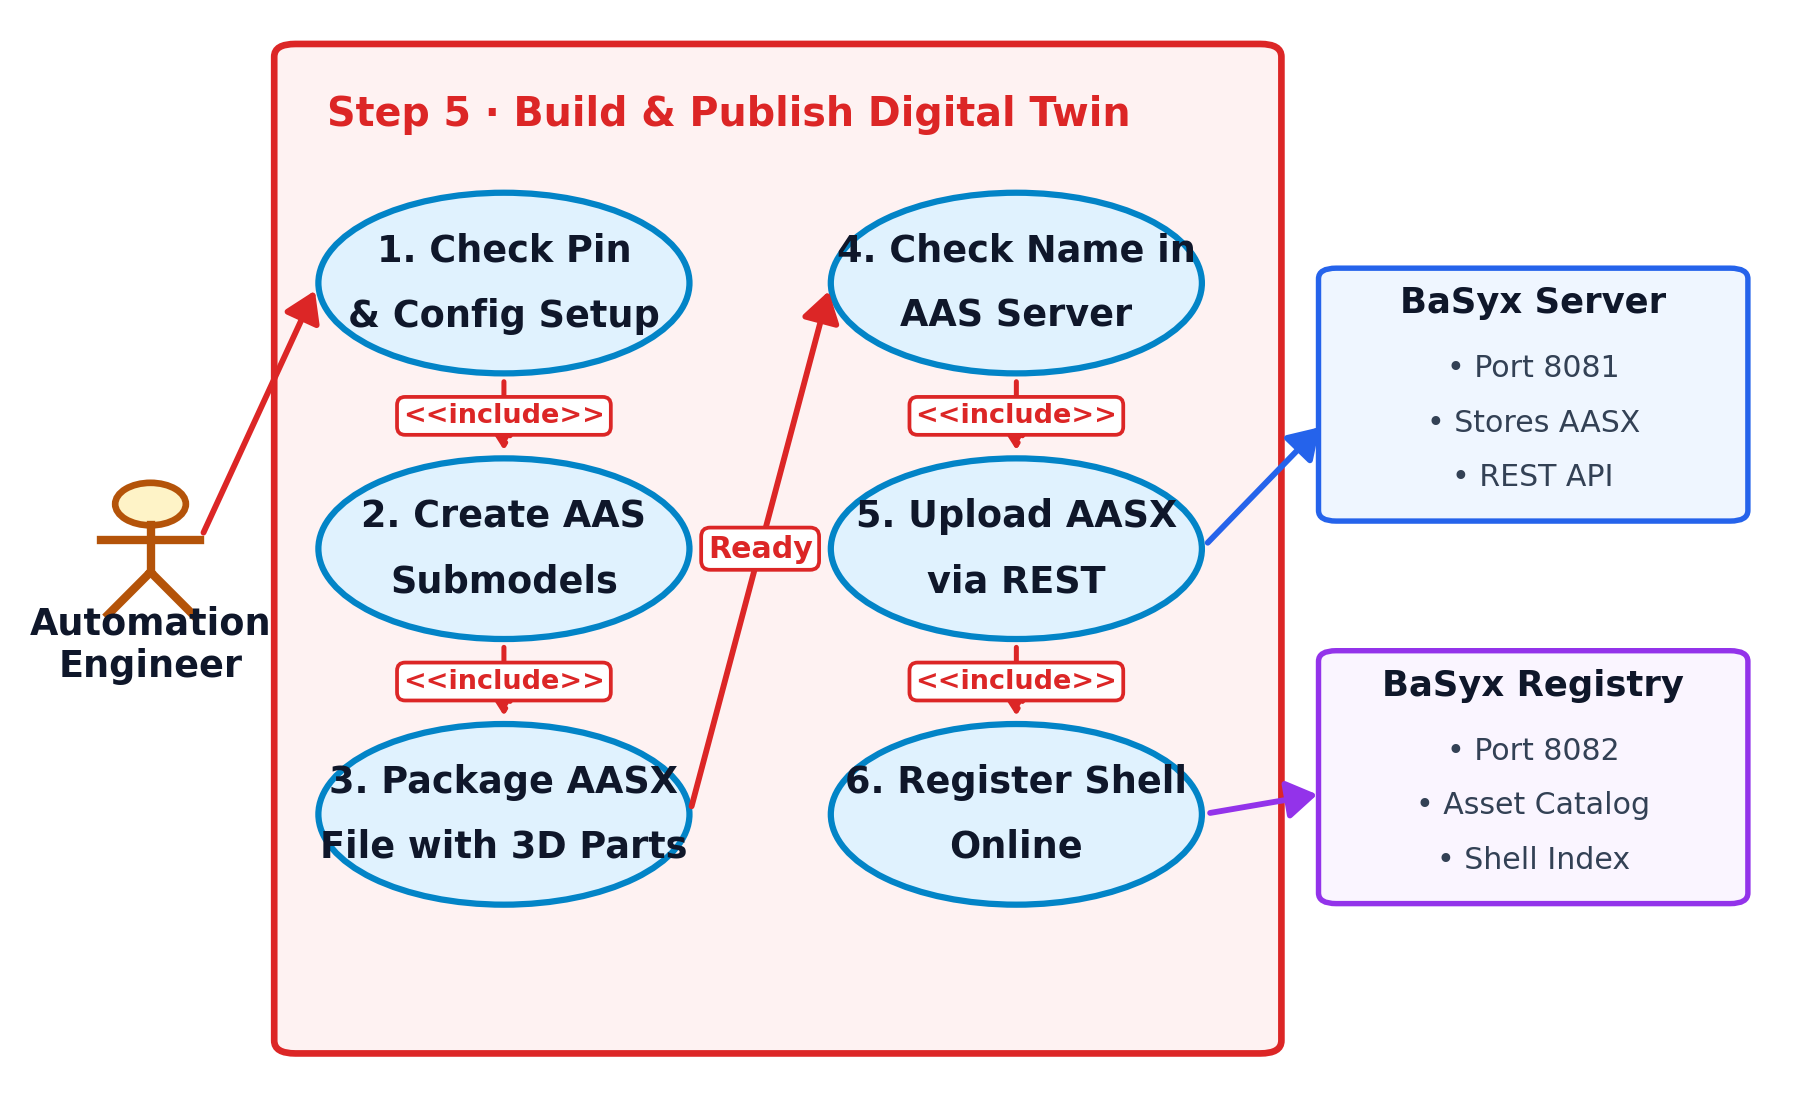 Step 5 · Build & Publish Digital Twin
1. Check Pin
& Config Setup
<<include>>
2. Create AAS
Submodels
<<include>>
3. Package AASX
File with 3D Parts
Ready
4. Check Name in
AAS Server
<<include>>
5. Upload AASX
via REST
<<include>>
6. Register Shell
Online
Automation
Engineer
BaSyx Server
• Port 8081
• Stores AASX
• REST API
BaSyx Registry
• Port 8082
• Asset Catalog
• Shell Index